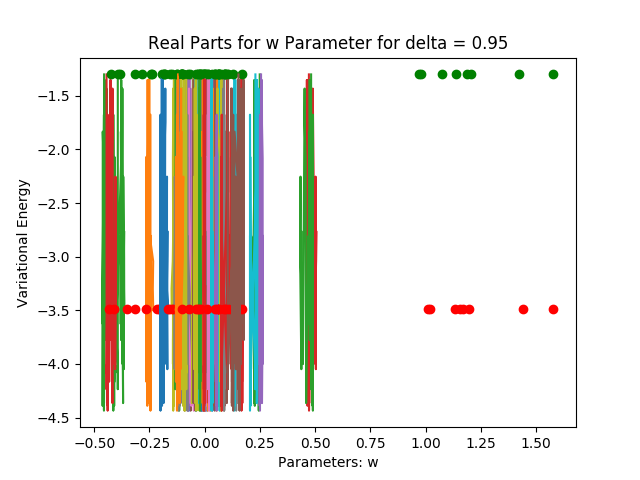 Real Parts for w Parameter for delta = 0.95
Variational Energy
−1.5
−2.0
−2.5
−3.0
−3.5
−4.0
−4.5
−0.50 −0.25 0.00 0.25 0.50 0.75 1.00 1.25 1.50
Parameters: w